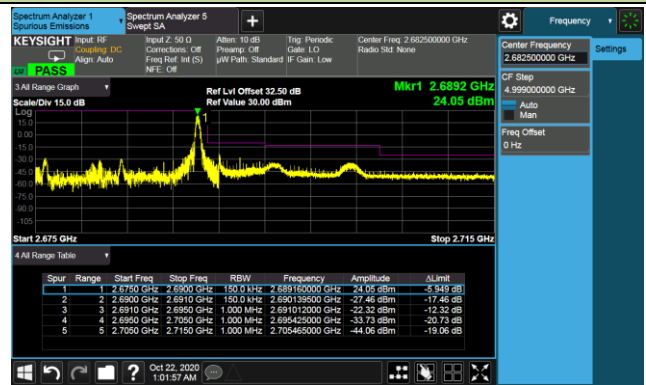 Spectrum Analyzer 1
Spurious Emissions
Spectrum Analyzer 5
Swept SA
Frequency
KEYSIGHT
Input: RF
Coupling: DC
Align: Auto
Input Z: 50 Ω
Corrections: Off
Freq Ref: Int (S)
NFE: Off
Atten: 10 dB
Preamp: Off
µW Path: Standard
Trig: Periodic
Gate: LO
IF Gain: Low
Center Freq: 2.682500000 GHz
Radio Std: None
PASS
Center Frequency
2.682500000 GHz
Settings
CF Step
4.999000000 GHz
Auto
Man
Freq Offset
0 Hz
3 All Range Graph
Ref Lvl Offset 32.50 dB
Mkr1 2.6892 GHz
Scale/Div 15.0 dB
Ref Value 30.00 dBm
24.05 dBm
Log
15.0
0.00
-15.0
-30.0
-45.0
-60.0
-75.0
-90.0
-105
1
Start 2.675 GHz
Stop 2.715 GHz
4 All Range Table
Spur Range Start Freq Stop Freq RBW Frequency Amplitude ΔLimit
1 1 2.6750 GHz 2.6900 GHz 150.0 kHz 2.689160000 GHz 24.05 dBm -5.949 dB
2 2 2.6900 GHz 2.6910 GHz 150.0 kHz 2.690139500 GHz -27.46 dBm -17.46 dB
3 3 2.6910 GHz 2.6950 GHz 1.000 MHz 2.691012000 GHz -22.32 dBm -12.32 dB
4 4 2.6950 GHz 2.7050 GHz 1.000 MHz 2.695425000 GHz -33.73 dBm -20.73 dB
5 5 2.7050 GHz 2.7150 GHz 1.000 MHz 2.705465000 GHz -44.06 dBm -19.06 dB
Oct 22, 2020
1:01:57 AM